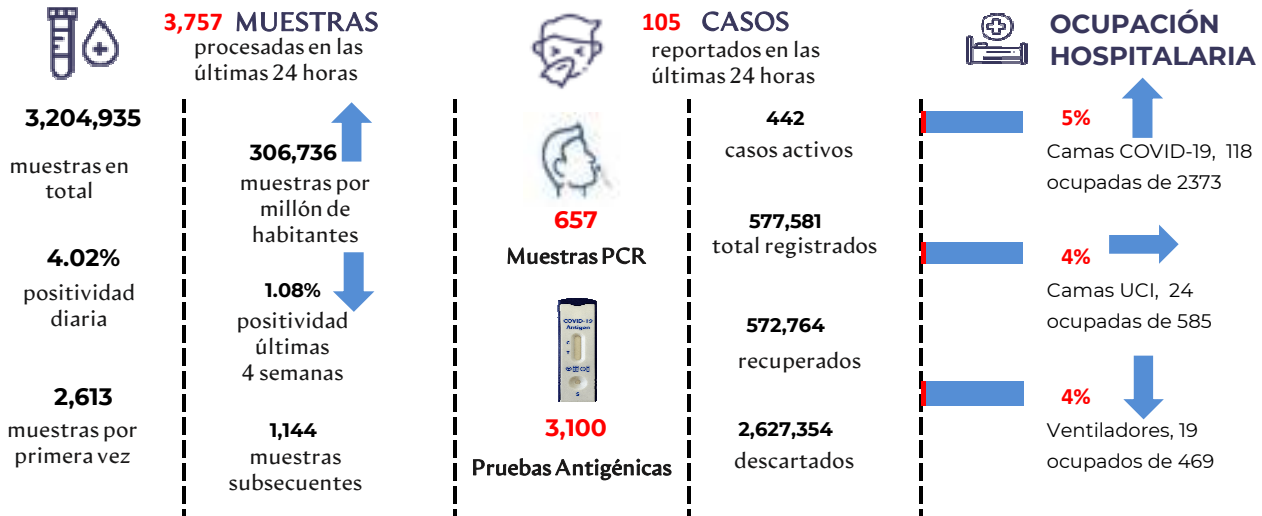 3,757 MUESTRAS
procesadas en las
últimas 24 horas
3,204,935
muestras en
total
4.02%
positividad
diaria
2,613
muestras por
primera vez
306,736
muestras por
millón de
habitantes
1.08%
positividad
últimas
4 semanas
1,144
muestras
subsecuentes
105 CASOS
reportados en las
últimas 24 horas
657
Muestras PCR
COVID-19
Antigen
C
T
S
3,100
Pruebas Antigénicas
442
casos activos
577,581
total registrados
572,764
recuperados
2,627,354
descartados
OCUPACIÓN
HOSPITALARIA
5%
Camas COVID-19, 118
ocupadas de 2373
4%
Camas UCI, 24
ocupadas de 585
4%
Ventiladores, 19
ocupados de 469